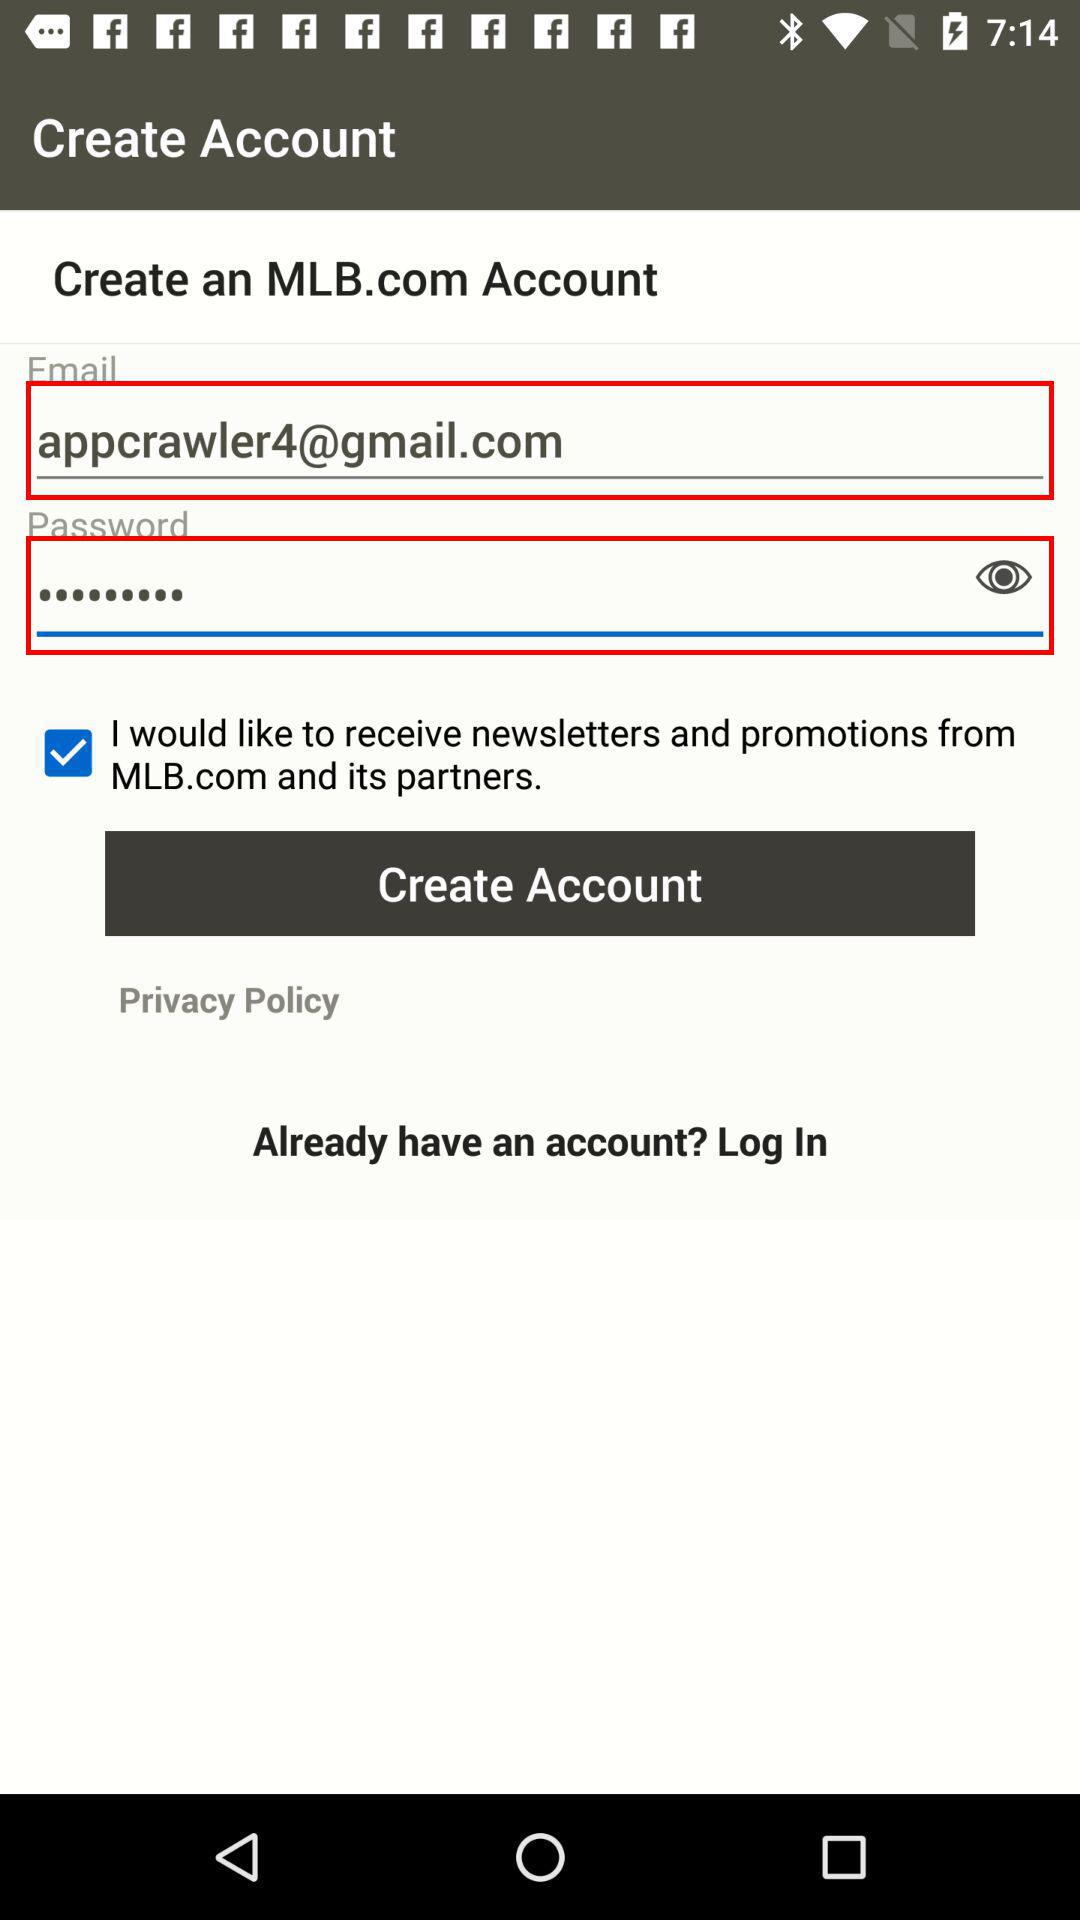 7:14
Create Account
Create an MLB.com Account
Email
appcrawler4@gmail.com
Password
•••••••••
I would like to receive newsletters and promotions from
MLB.com and its partners.
Create Account
Privacy Policy
Already have an account? Log In